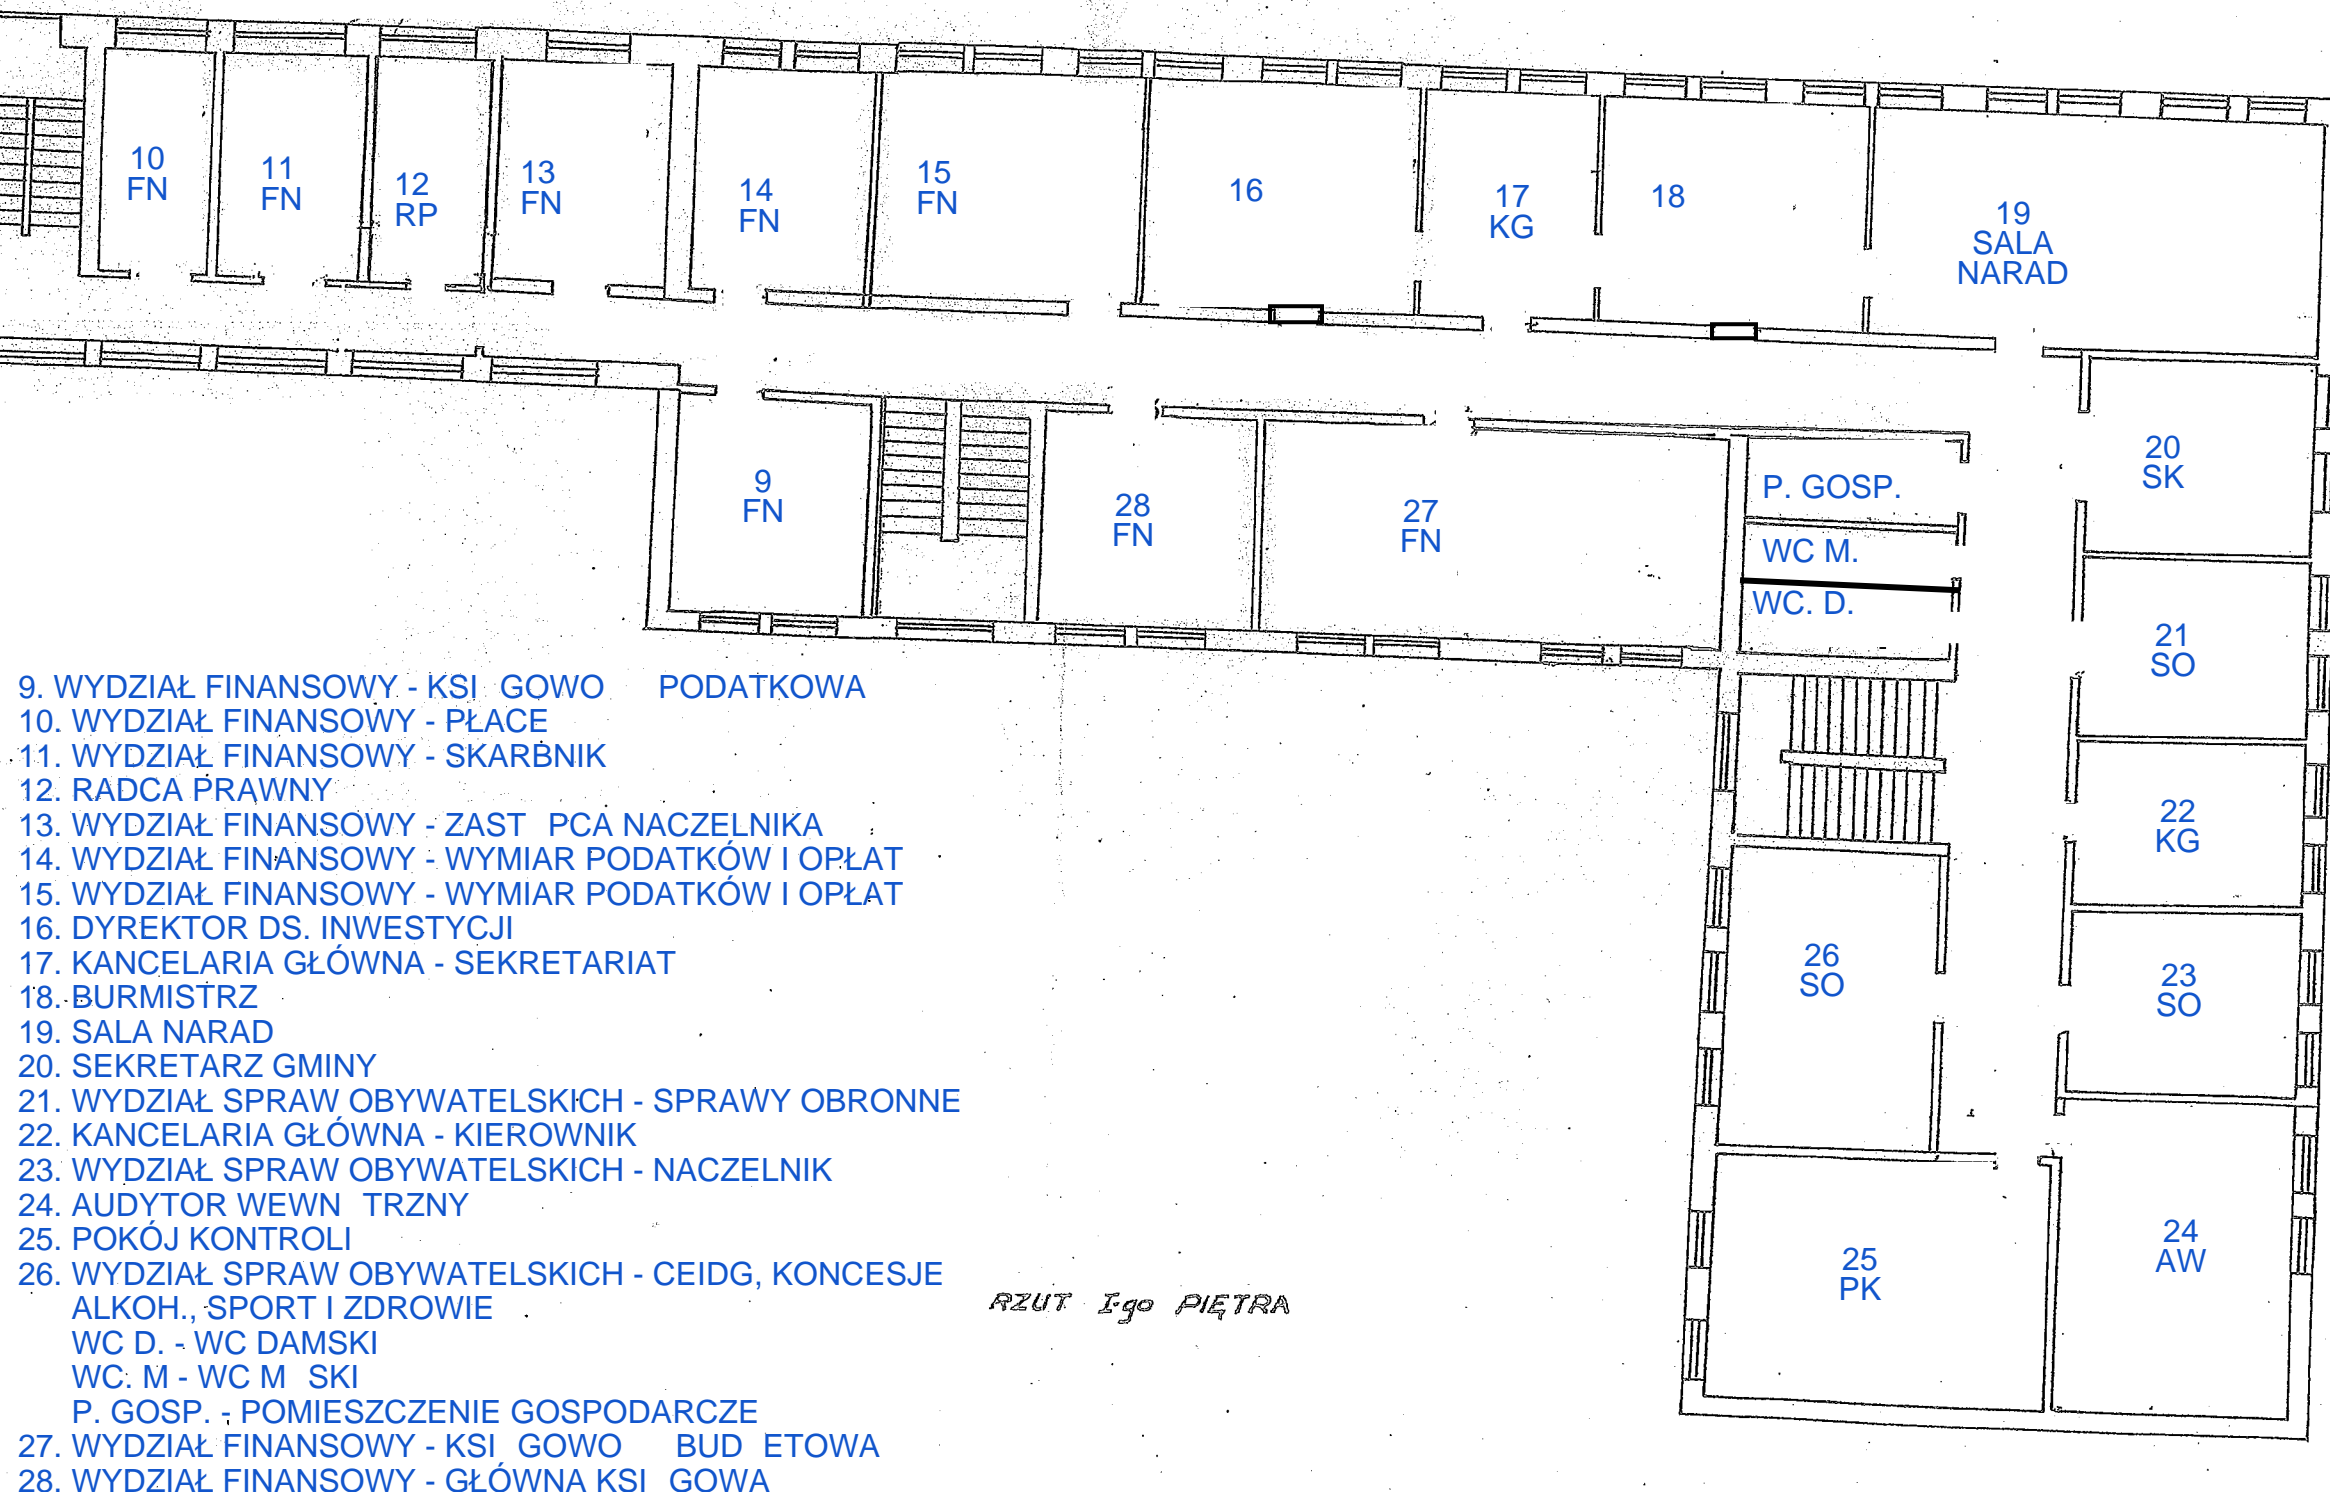 10
FN
11
FN
12
RP
13
FN
14
FN
15
FN
16
17
KG
18
19
SALA
NARAD
9
FN
28
FN
27
FN
P. GOSP.
WC M.
WC. D.
20
SK
21
SO
22
KG
23
SO
26
SO
25
PK
24
AW
9. WYDZIAŁ FINANSOWY - KSI GOWO PODATKOWA
10. WYDZIAŁ FINANSOWY - PŁACE
11. WYDZIAŁ FINANSOWY - SKARBNIK
12. RADCA PRAWNY
13. WYDZIAŁ FINANSOWY - ZAST PCA NACZELNIKA
14. WYDZIAŁ FINANSOWY - WYMIAR PODATKÓW I OPŁAT
15. WYDZIAŁ FINANSOWY - WYMIAR PODATKÓW I OPŁAT
16. DYREKTOR DS. INWESTYCJI
17. KANCELARIA GŁÓWNA - SEKRETARIAT
18. BURMISTRZ
19. SALA NARAD
20. SEKRETARZ GMINY
21. WYDZIAŁ SPRAW OBYWATELSKICH - SPRAWY OBRONNE
22. KANCELARIA GŁÓWNA - KIEROWNIK
23. WYDZIAŁ SPRAW OBYWATELSKICH - NACZELNIK
24. AUDYTOR WEWN TRZNY
25. POKÓJ KONTROLI
26. WYDZIAŁ SPRAW OBYWATELSKICH - CEIDG, KONCESJE
ALKOH., SPORT I ZDROWIE
WC D. - WC DAMSKI
WC. M - WC M SKI
P. GOSP. - POMIESZCZENIE GOSPODARCZE
27. WYDZIAŁ FINANSOWY - KSI GOWO BUD ETOWA
28. WYDZIAŁ FINANSOWY - GŁÓWNA KSI GOWA
RZUT I-go PIĘTRA